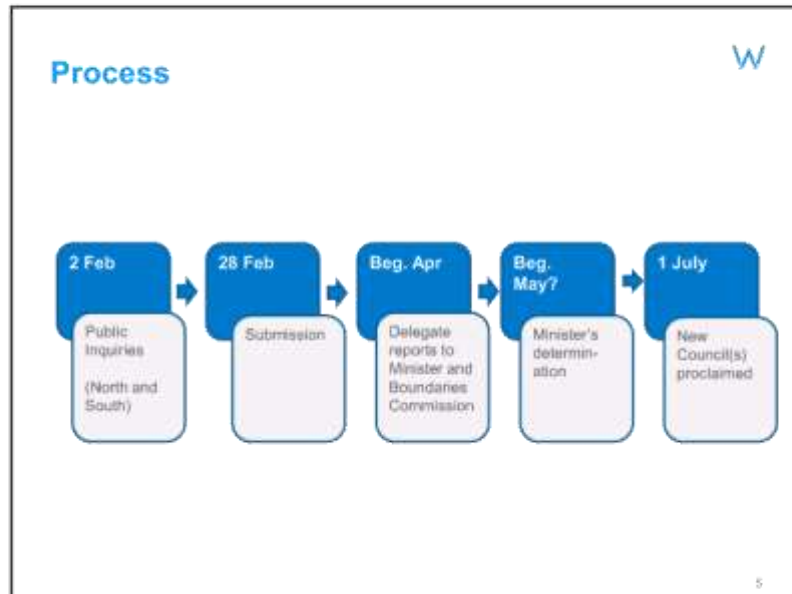 W
Process
2 Feb
Public
Inquiries
(North and
South)
28 Feb
Submission
Beg. Apr
Delegate
reports to
Minister and
Boundaries
Commission
Beg.
May?
Minister's
determin-
ation
1 July
New
Council(s)
proclaimed
5